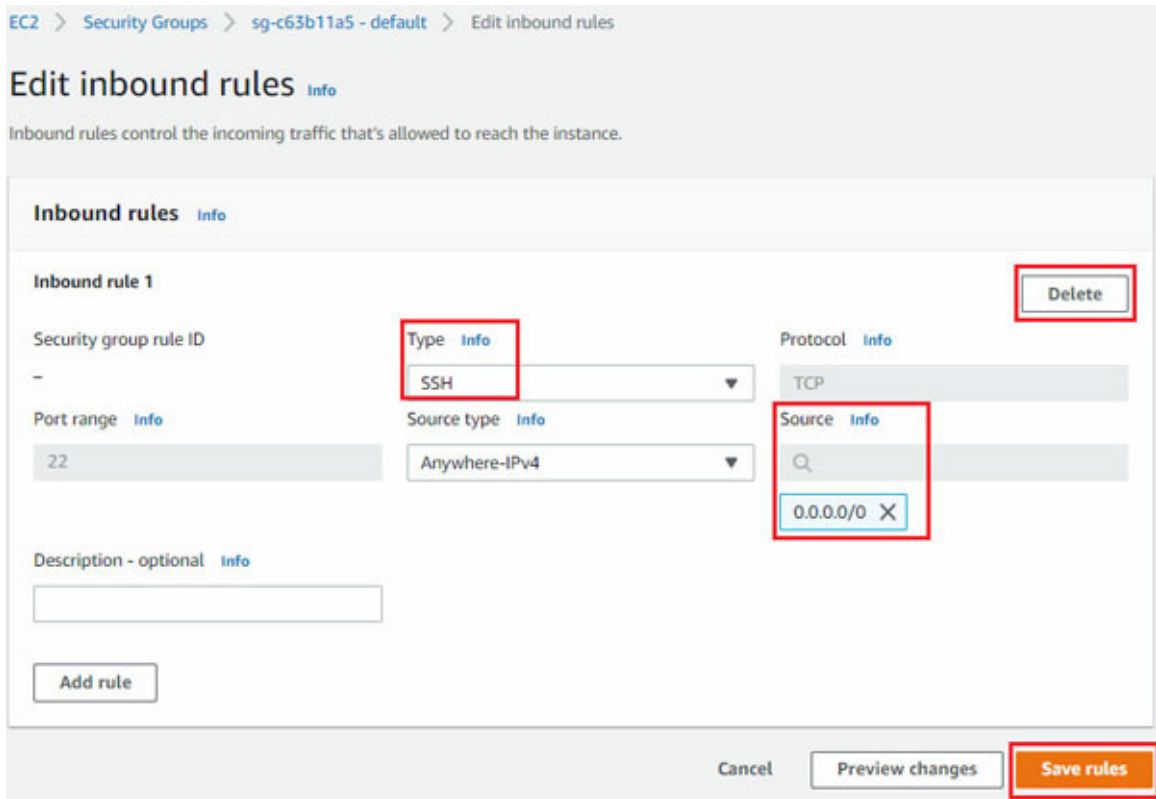 EC2 > Security Groups > sg-c63b11a5 - default > Edit inbound rules
Edit inbound rules Info
Inbound rules control the incoming traffic that's allowed to reach the instance.
Inbound rules Info
Inbound rule 1
Delete
Security group rule ID
–
Type Info
SSH
Protocol Info
TCP
Port range Info
22
Source type Info
Anywhere-IPv4
Source Info
0.0.0.0/0
Description - optional Info
Add rule
Cancel
Preview changes
Save rules